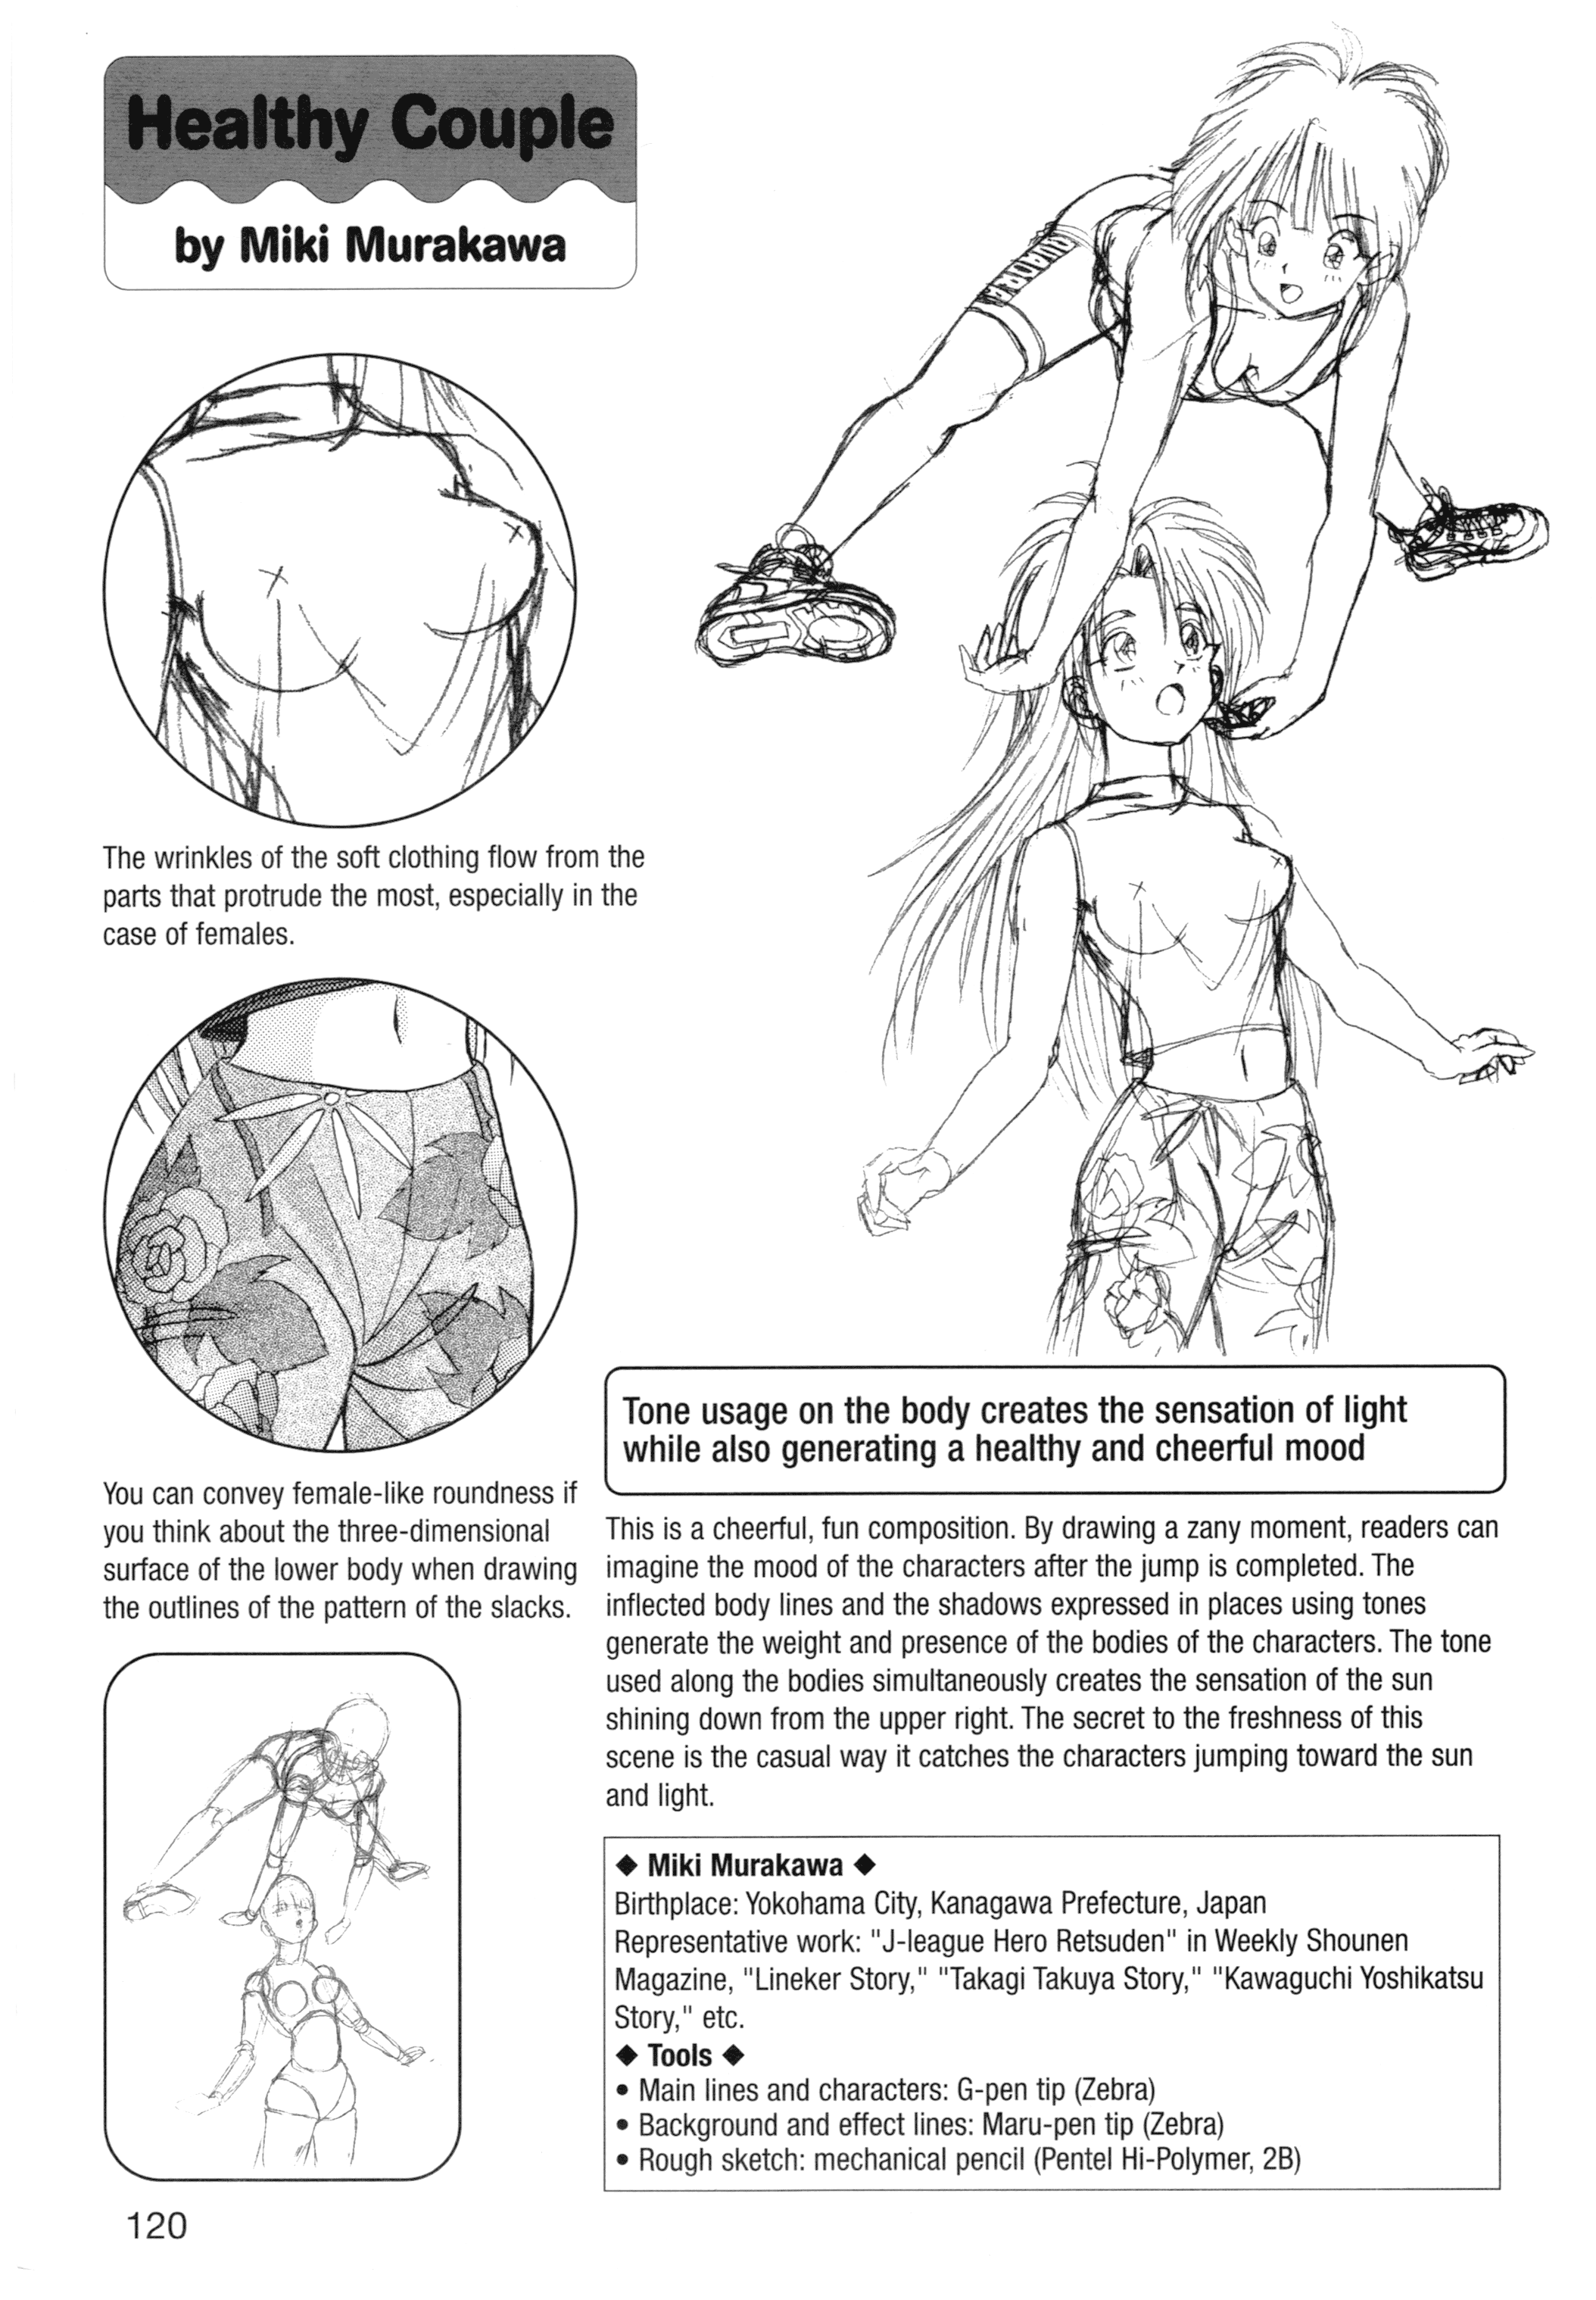 Healthy Couple
by Miki Murakawa
The wrinkles of the soft clothing flow from the
parts that protrude the most, especially in the
case of females.
You can convey female-like roundness if
you think about the three-dimensional
surface of the lower body when drawing
the outlines of the pattern of the slacks.
Tone usage on the body creates the sensation of light
while also generating a healthy and cheerful mood
This is a cheerful, fun composition. By drawing a zany moment, readers can
imagine the mood of the characters after the jump is completed. The
inflected body lines and the shadows expressed in places using tones
generate the weight and presence of the bodies of the characters. The tone
used along the bodies simultaneously creates the sensation of the sun
shining down from the upper right. The secret to the freshness of this
scene is the casual way it catches the characters jumping toward the sun
and light.
◆ Miki Murakawa ◆
Birthplace: Yokohama City, Kanagawa Prefecture, Japan
Representative work: "J-league Hero Retsuden" in Weekly Shounen
Magazine, "Lineker Story," "Takagi Takuya Story," "Kawaguchi Yoshikatsu
Story," etc.
◆ Tools ◆
• Main lines and characters: G-pen tip (Zebra)
• Background and effect lines: Maru-pen tip (Zebra)
• Rough sketch: mechanical pencil (Pentel Hi-Polymer, 2B)
120